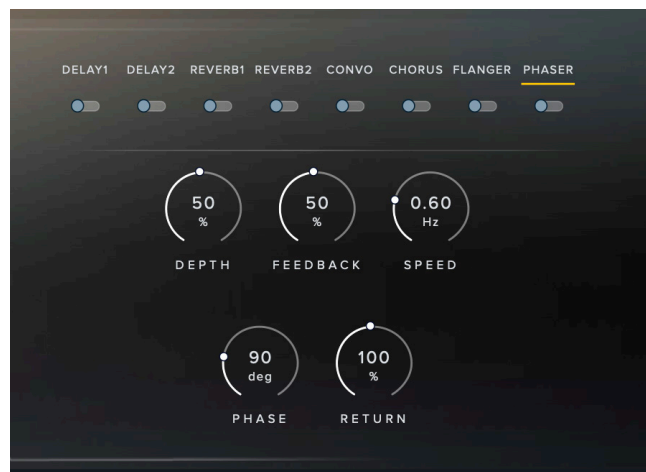 DELAY1 DELAY2 REVERB1 REVERB2 CONVO CHORUS FLANGER PHASER
50 50 0.60
% % Hz
DEPTH FEEDBACK SPEED
90 100
deg %
PHASE RETURN